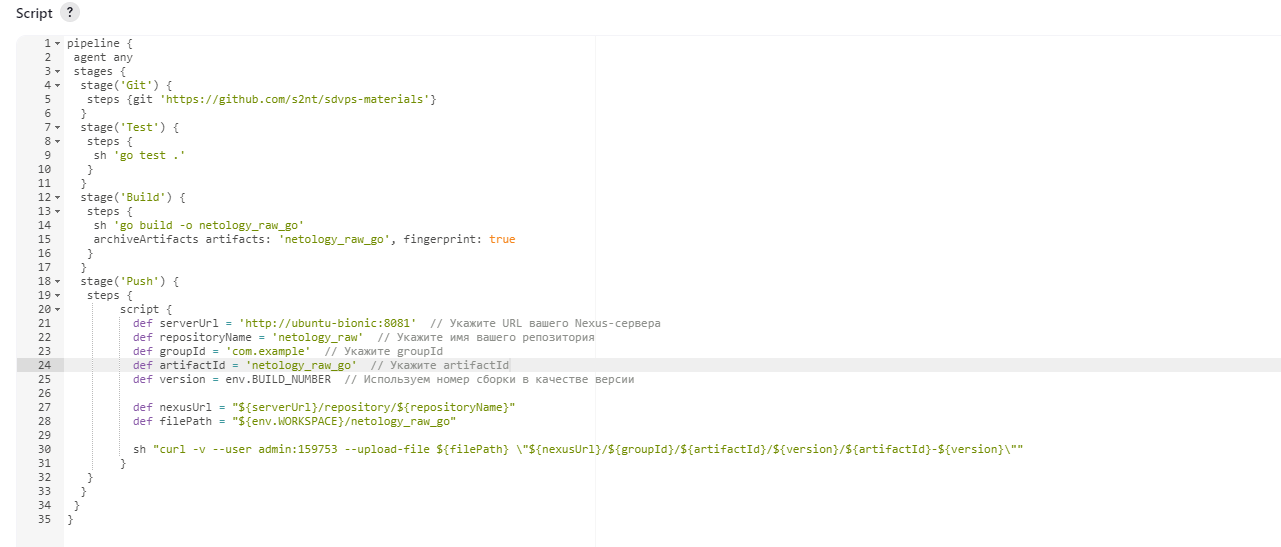 Script ?
1 pipeline {
2 agent any
3 stages {
4 stage('Git') {
5 steps {git 'https://github.com/s2nt/sdvps-materials'}
6 }
7 stage('Test') {
8 steps {
9 sh 'go test .'
10 }
11 }
12 stage('Build') {
13 steps {
14 sh 'go build -o netology_raw_go'
15 archiveArtifacts artifacts: 'netology_raw_go', fingerprint: true
16 }
17 }
18 stage('Push') {
19 steps {
20 script {
21 def serverUrl = 'http://ubuntu-bionic:8081' // Укажите URL вашего Nexus-сервера
22 def repositoryName = 'netology_raw' // Укажите имя вашего репозитория
23 def groupId = 'com.example' // Укажите groupId
24 def artifactId = 'netology_raw_go' // Укажите artifactId
25 def version = env.BUILD_NUMBER // Используем номер сборки в качестве версии
26
27 def nexusUrl = "${serverUrl}/repository/${repositoryName}"
28 def filePath = "${env.WORKSPACE}/netology_raw_go"
29
30 sh "curl -v --user admin:159753 --upload-file ${filePath} \"${nexusUrl}/${groupId}/${artifactId}/${version}/${artifactId}-${version}\""
31 }
32 }
33 }
34 }
35 }